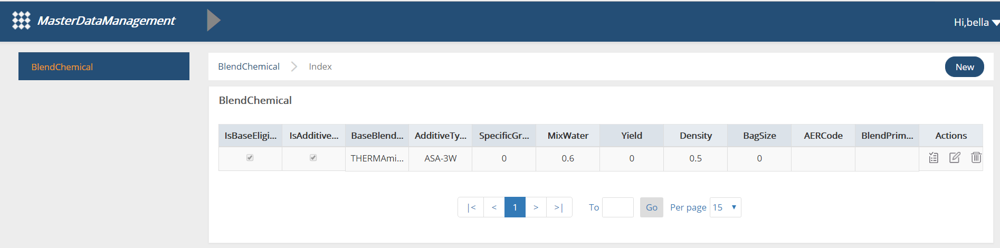 MasterDataManagement
Hi,bella
BlendChemical
BlendChemical Index
New
BlendChemical
IsBaseEligi... IsAdditive... BaseBlend... AdditiveTy... SpecificGr... MixWater Yield Density BagSize AERCode BlendPrim... Actions
THERMAmi... ASA-3W 0 0.6 0 0.5 0
|< < 1 > >| To Go Per page 15